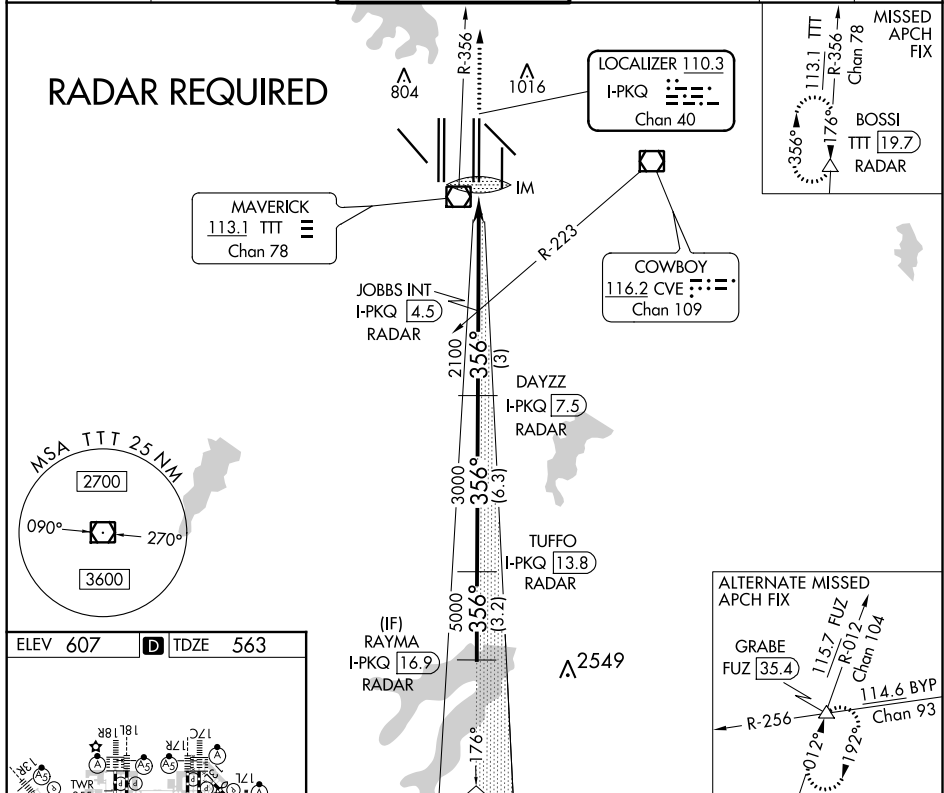 RADAR REQUIRED
R-356
804
1016
LOCALIZER 110.3
I-PKQ
Chan 40
MISSED
APCH
FIX
113.1 TTT
R-356
Chan 78
356°
176°
BOSSI
TTT 19.7
RADAR
IM
MAVERICK
113.1 TTT
Chan 78
R-223
COWBOY
116.2 CVE
Chan 109
JOBBS INT
I-PKQ 4.5
RADAR
2100
356°
(3)
DAYZZ
I-PKQ 7.5
RADAR
MSA TTT 25 NM
2700
090°
270°
3600
3000
356°
(6.3)
TUFFO
I-PKQ 13.8
RADAR
5000
356°
(3.2)
(IF)
RAYMA
I-PKQ 16.9
RADAR
2549
176°
ALTERNATE MISSED
APCH FIX
115.7 FUZ
R-012
Chan 104
GRABE
FUZ 35.4
114.6 BYP
Chan 93
R-256
012°
192°
ELEV 607
D
TDZE 563
18R
18L
17R
17C
13R
17L
A
A5
A5
A
A5
A
P
P
P
P
TWR